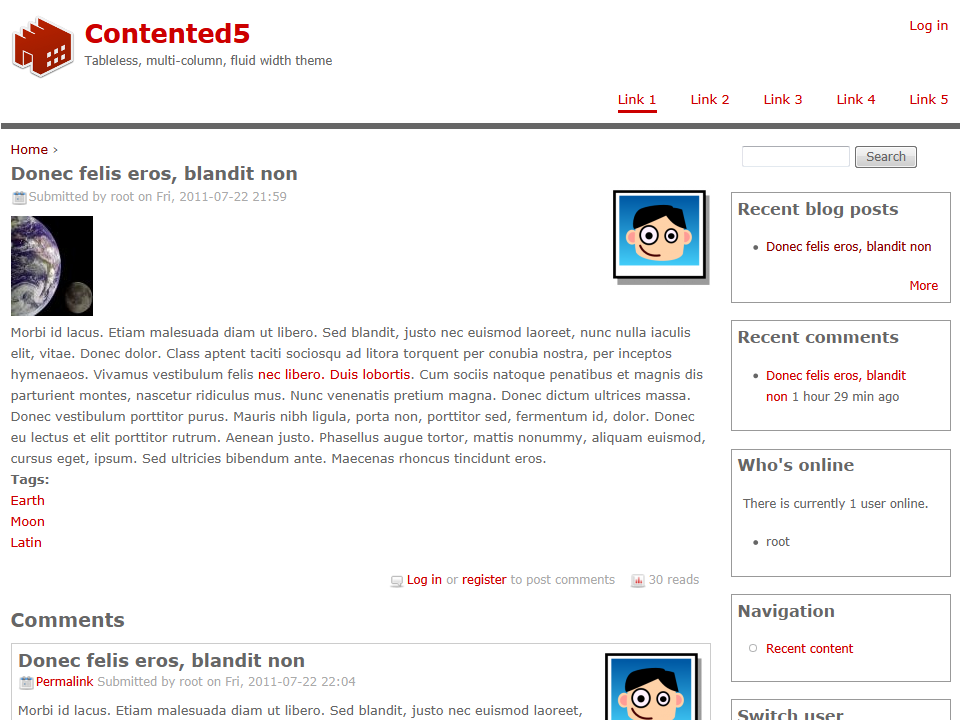 Contented5
Tableless, multi-column, fluid width theme
Log in
Link 1
Link 2
Link 3
Link 4
Link 5
Home ›
Donec felis eros, blandit non
Submitted by root on Fri, 2011-07-22 21:59
Morbi id lacus. Etiam malesuada diam ut libero. Sed blandit, justo nec euismod laoreet, nunc nulla iaculis
elit, vitae. Donec dolor. Class aptent taciti sociosqu ad litora torquent per conubia nostra, per inceptos
hymenaeos. Vivamus vestibulum felis nec libero. Duis lobortis. Cum sociis natoque penatibus et magnis dis
parturient montes, nascetur ridiculus mus. Nunc venenatis pretium magna. Donec dictum ultrices massa.
Donec vestibulum porttitor purus. Mauris nibh ligula, porta non, porttitor sed, fermentum id, dolor. Donec
eu lectus et elit porttitor rutrum. Aenean justo. Phasellus augue tortor, mattis nonummy, aliquam euismod,
cursus eget, ipsum. Sed ultricies bibendum ante. Maecenas rhoncus tincidunt eros.
Tags:
Earth
Moon
Latin
Log in or register to post comments
30 reads
Comments
Donec felis eros, blandit non
Permalink Submitted by root on Fri, 2011-07-22 22:04
Morbi id lacus. Etiam malesuada diam ut libero. Sed blandit, justo nec euismod laoreet,
Search
Recent blog posts
Donec felis eros, blandit non
More
Recent comments
Donec felis eros, blandit
non 1 hour 29 min ago
Who's online
There is currently 1 user online.
root
Navigation
Recent content
Switch user